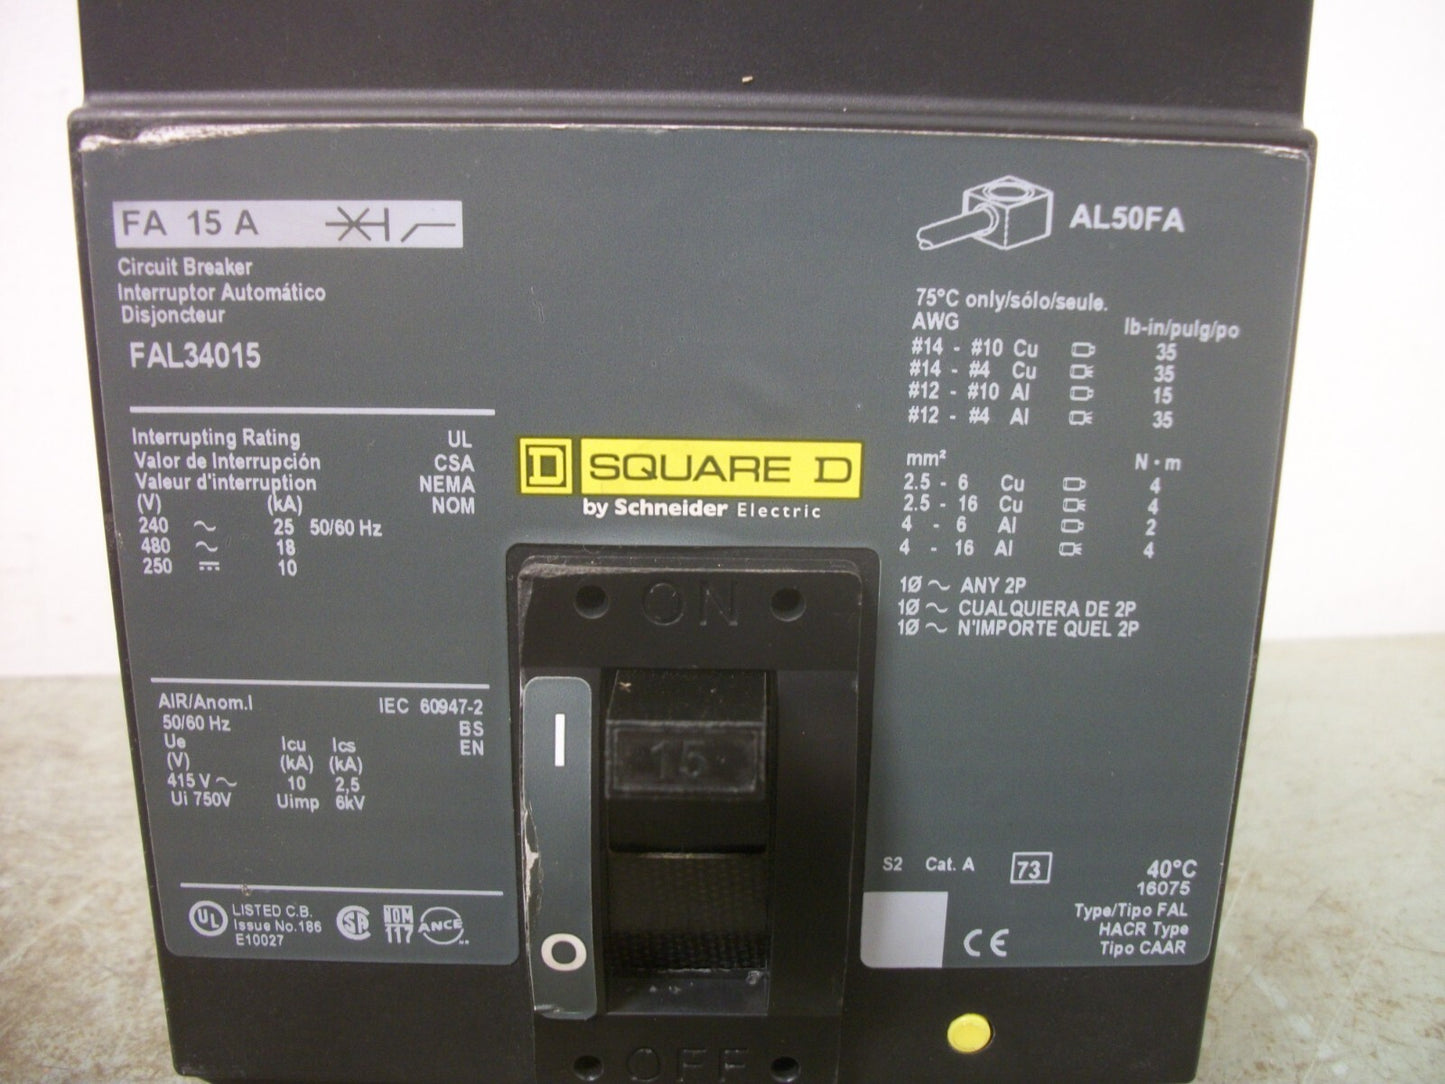 FA 15 A
Circuit Breaker
Interruptor Automático
Disjoncteur
FAL34015
Interrupting Rating UL
Valor de Interrupción CSA
Valeur d'interruption NEMA
(V) (kA) NOM
240 ~ 25 50/60 Hz
480 ~ 18
250 10
AIR/Anom.I IEC 60947-2
50/60 Hz BS
Ue Icu Ics EN
(V) (kA) (kA)
415 V ~ 10 2,5
Ui 750V Uimp 6kV
UL LISTED C.B.
Issue No.186
E10027
SA NOM 117 ANCE
D SQUARE D
by Schneider Electric
ON
I
15
O
OFF
AL50FA
75°C only/sólo/seule.
AWG lb-in/pulg/po
#14 - #10 Cu 35
#14 - #4 Cu 35
#12 - #10 Al 15
#12 - #4 Al 35
mm² N·m
2.5 - 6 Cu 4
2.5 - 16 Cu 4
4 - 6 Al 2
4 - 16 Al 4
1Ø ~ ANY 2P
1Ø ~ CUALQUIERA DE 2P
1Ø ~ N'IMPORTE QUEL 2P
S2 Cat. A 73 40°C
16075
Type/Tipo FAL
HACR Type
Tipo CAAR
CE